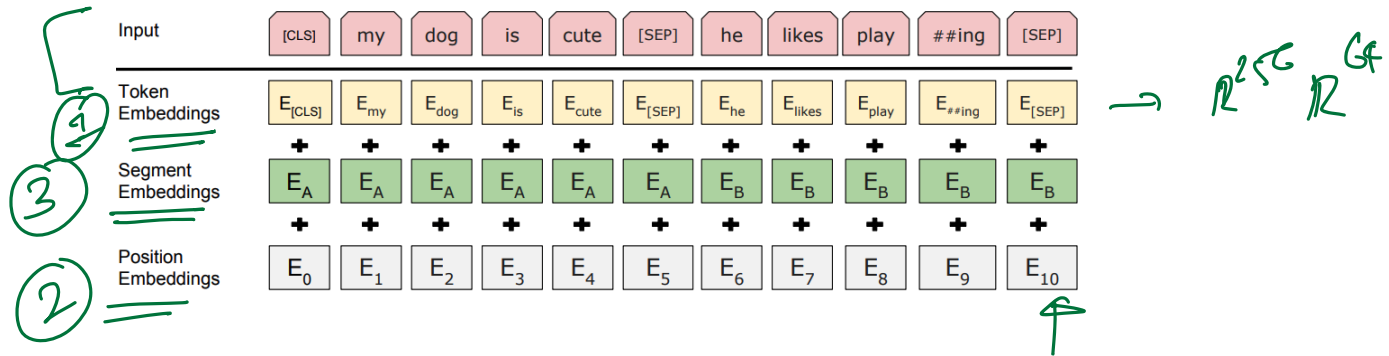 Input [CLS] my dog is cute [SEP] he likes play ##ing [SEP]
Token Embeddings E[CLS] Emy Edog Eis Ecute E[SEP] Ehe Elikes Eplay E##ing E[SEP] → R^256 R^64
1
+ + + + + + + + + + +
Segment Embeddings EA EA EA EA EA EA EB EB EB EB EB
3
+ + + + + + + + + + +
Position Embeddings E0 E1 E2 E3 E4 E5 E6 E7 E8 E9 E10
2